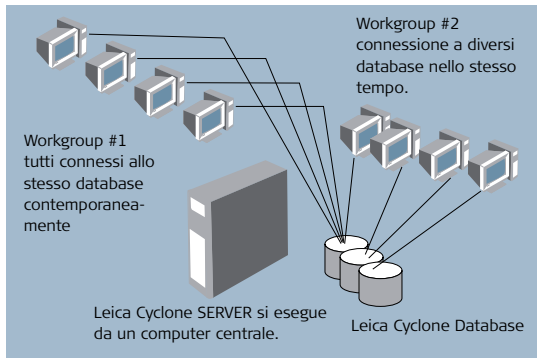 Workgroup #2
connessione a diversi
database nello stesso
tempo.
Workgroup #1
tutti connessi allo
stesso database
contemporanea-
mente
Leica Cyclone SERVER si esegue
da un computer centrale.
Leica Cyclone Database